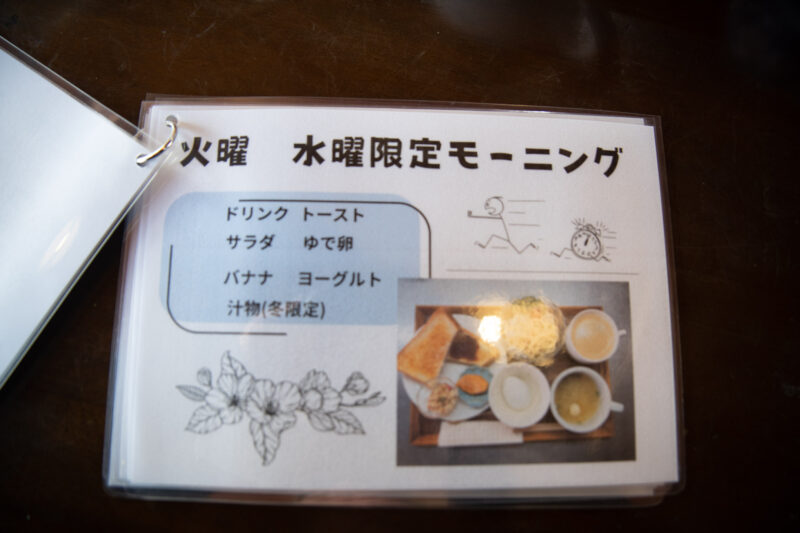 火曜　水曜限定モーニング
ドリンク トースト
サラダ　ゆで卵
バナナ　ヨーグルト
汁物(冬限定)